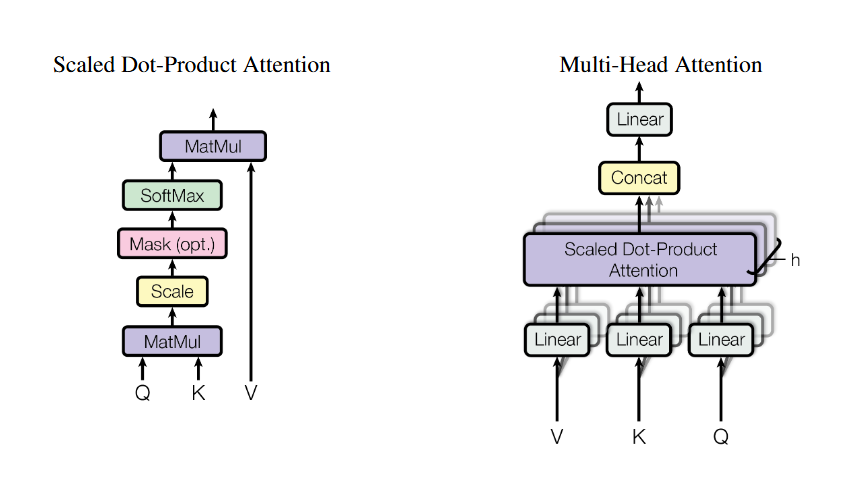 Scaled Dot-Product Attention
MatMul
SoftMax
Mask (opt.)
Scale
MatMul
Q K V
Multi-Head Attention
Linear
Concat
Scaled Dot-Product
Attention
h
Linear Linear Linear
V K Q